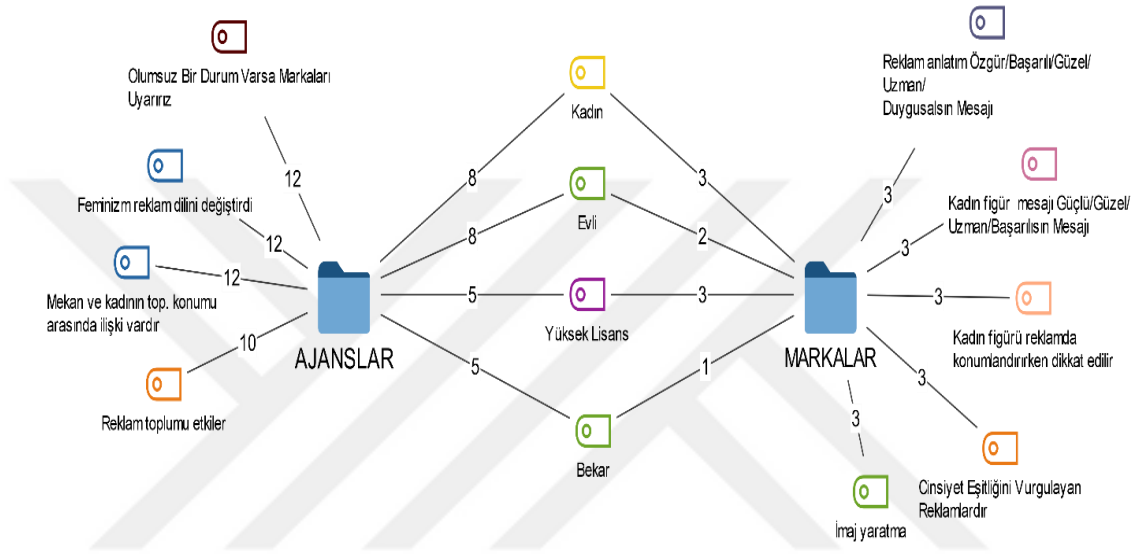 Olumsuz Bir Durum Varsa Markaları
Uyarırız
12
Feminizm reklam dilini değiştirdi
12
Mekan ve kadının top. konumu
arasında ilişki vardır
12
Reklam toplumu etkiler
10
AJANSLAR
Kadın
8
3
Evli
8
2
Yüksek Lisans
5
3
Bekar
5
1
MARKALAR
Reklam anlatım Özgür/Başarılı/Güzel/
Uzman/
Duygusalsın Mesajı
3
Kadın figür mesajı Güçlü/Güzel/
Uzman/Başarılısın Mesajı
3
Kadın figürü reklamda
konumlandırırken dikkat edilir
3
Cinsiyet Eşitliğini Vurgulayan
Reklamlardır
3
İmaj yaratma
3